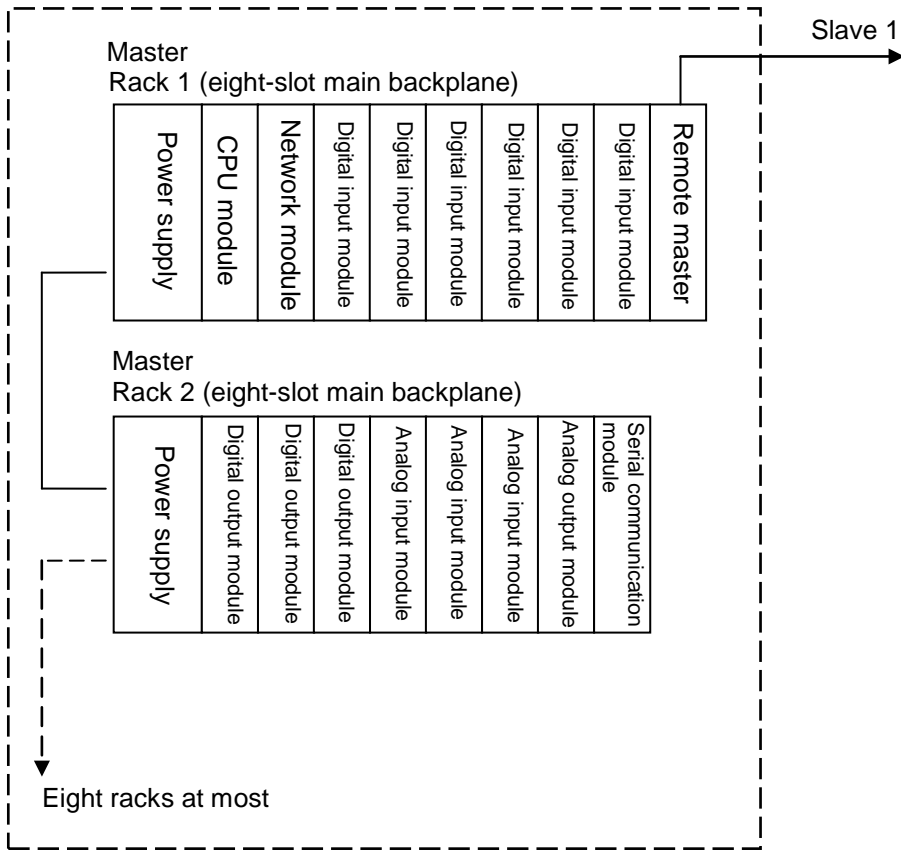 Slave 1
Master
Rack 1 (eight-slot main backplane)
Power supply
CPU module
Network module
Digital input module
Digital input module
Digital input module
Digital input module
Digital input module
Digital input module
Remote master
Master
Rack 2 (eight-slot main backplane)
Power supply
Digital output module
Digital output module
Digital output module
Analog input module
Analog input module
Analog input module
Analog output module
Serial communication
module
Eight racks at most